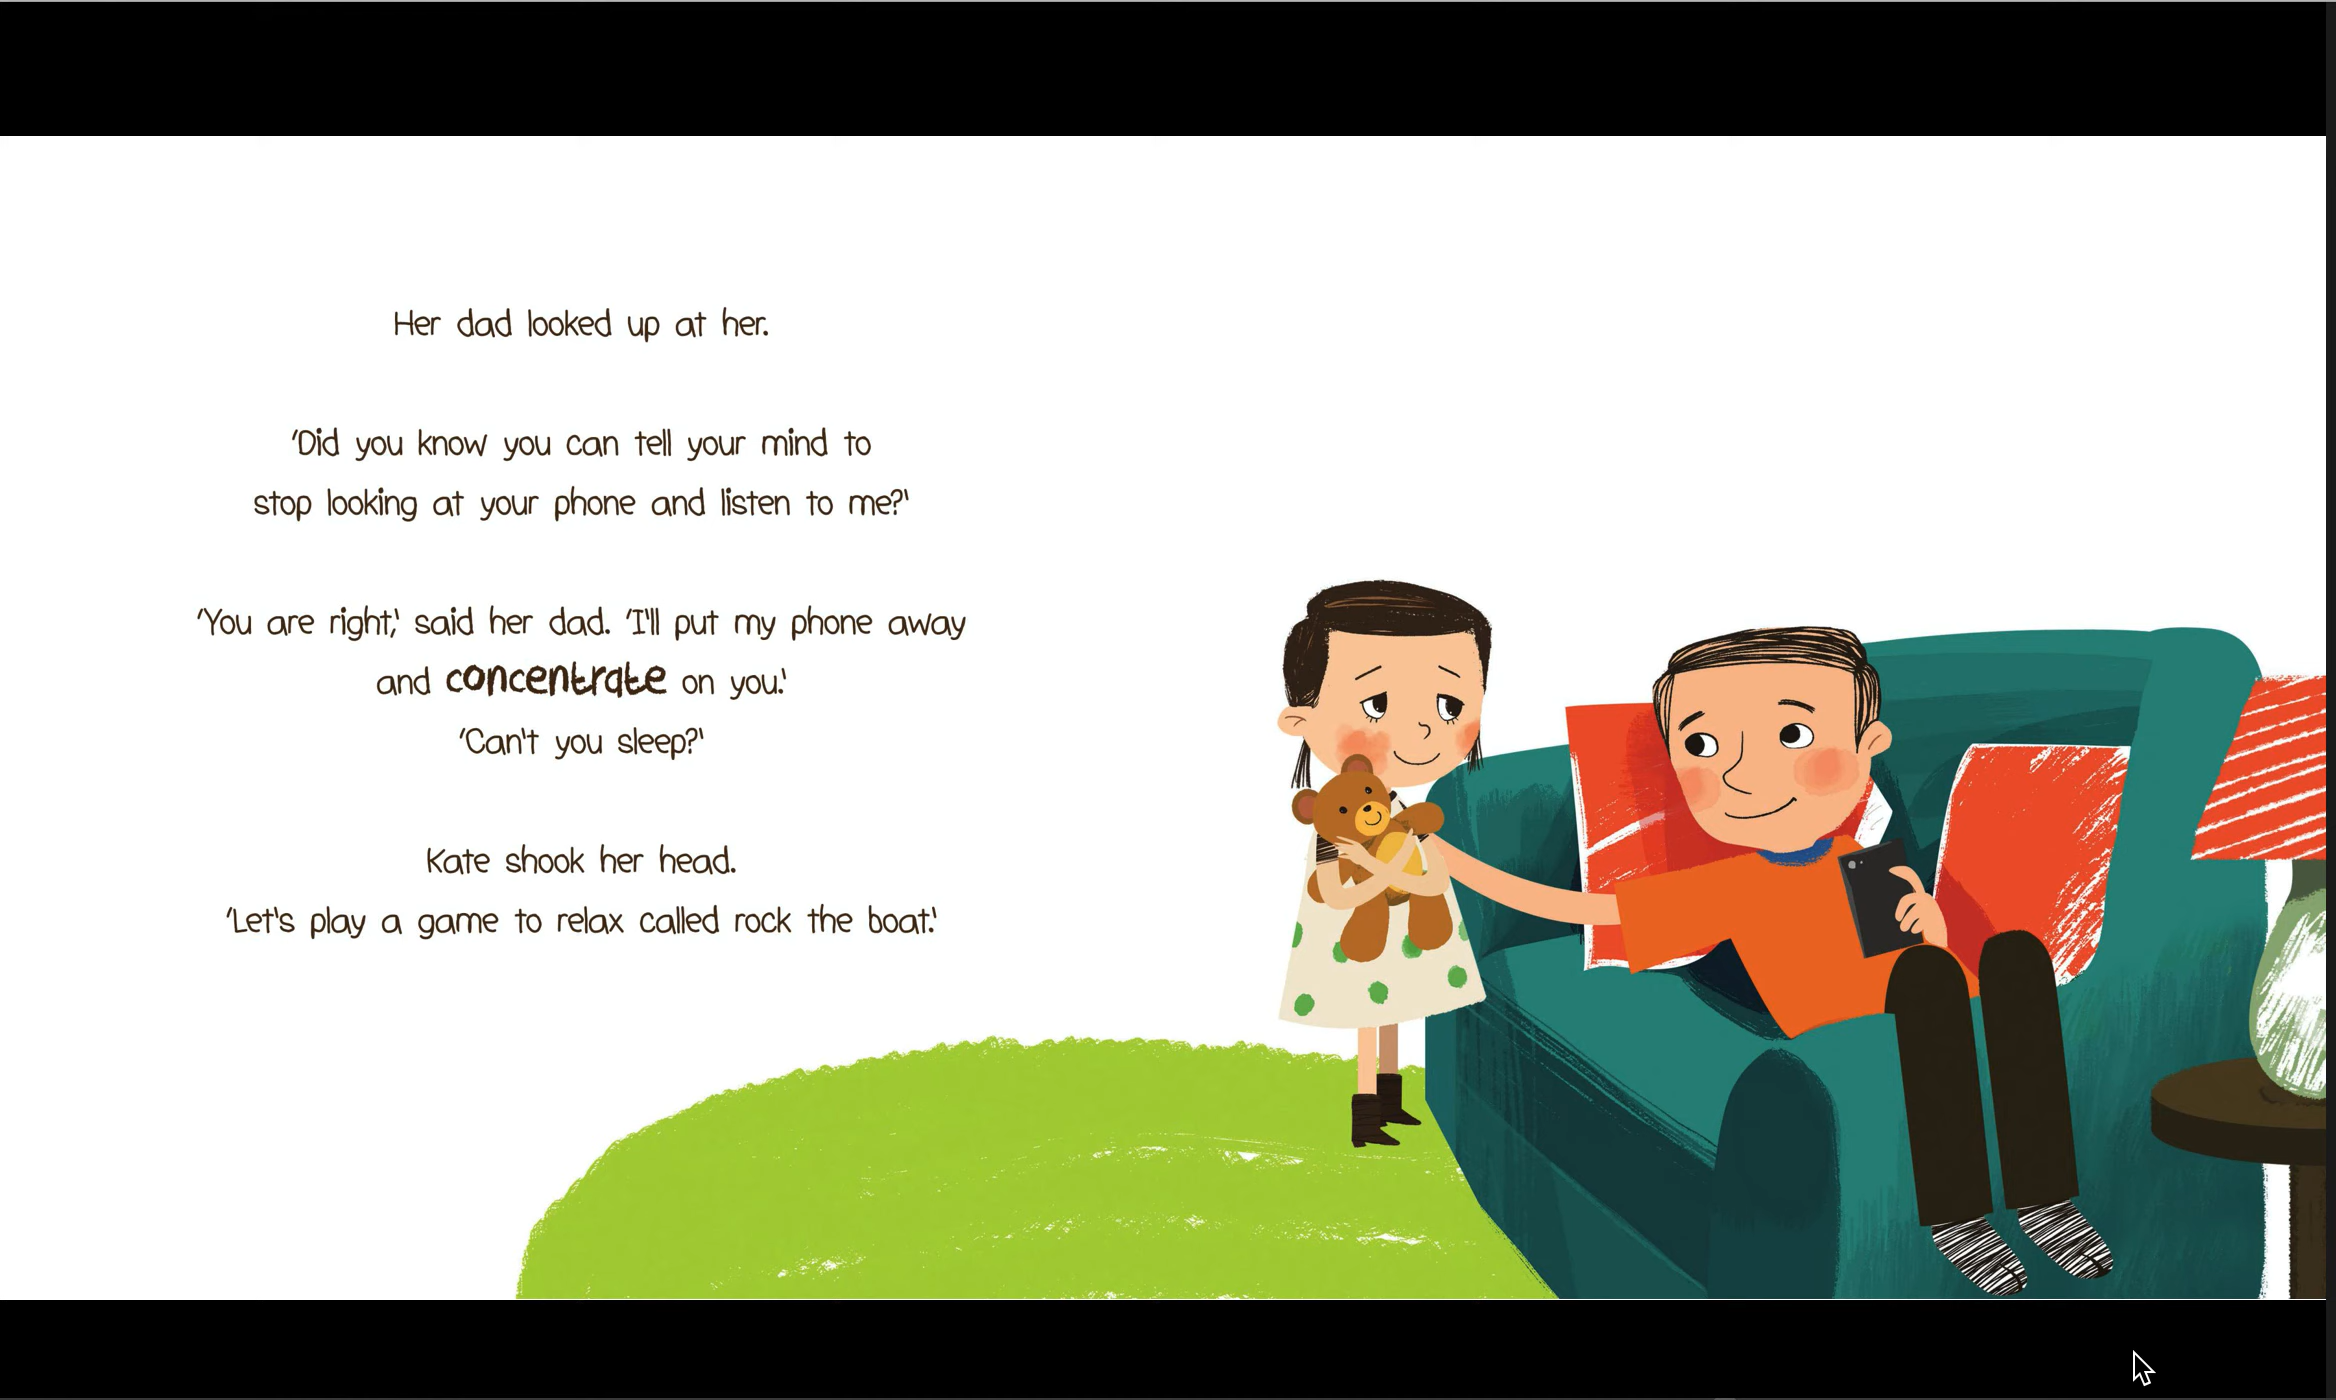 Her dad looked up at her.
'Did you know you can tell your mind to
stop looking at your phone and listen to me?'
'You are right,' said her dad. 'I'll put my phone away
and concentrate on you.'
'Can't you sleep?'
Kate shook her head.
'Let's play a game to relax called rock the boat.'